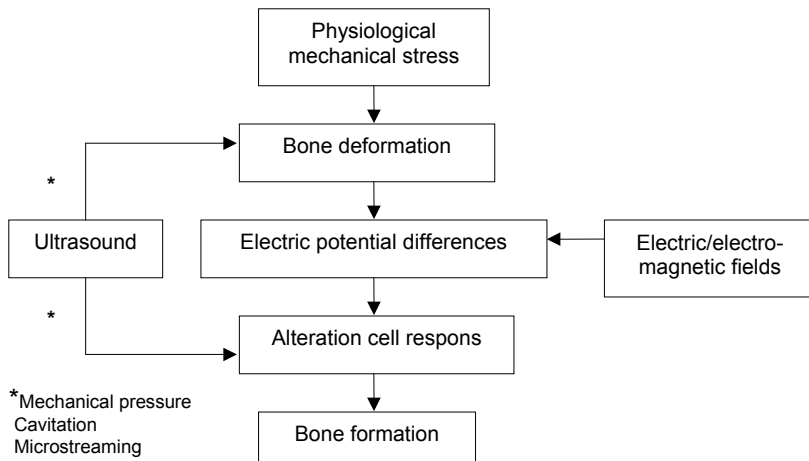 Physiological
mechanical stress
Bone deformation
*
Ultrasound
Electric potential differences
Electric/electro-
magnetic fields
*
Alteration cell respons
*Mechanical pressure
Cavitation
Microstreaming
Bone formation